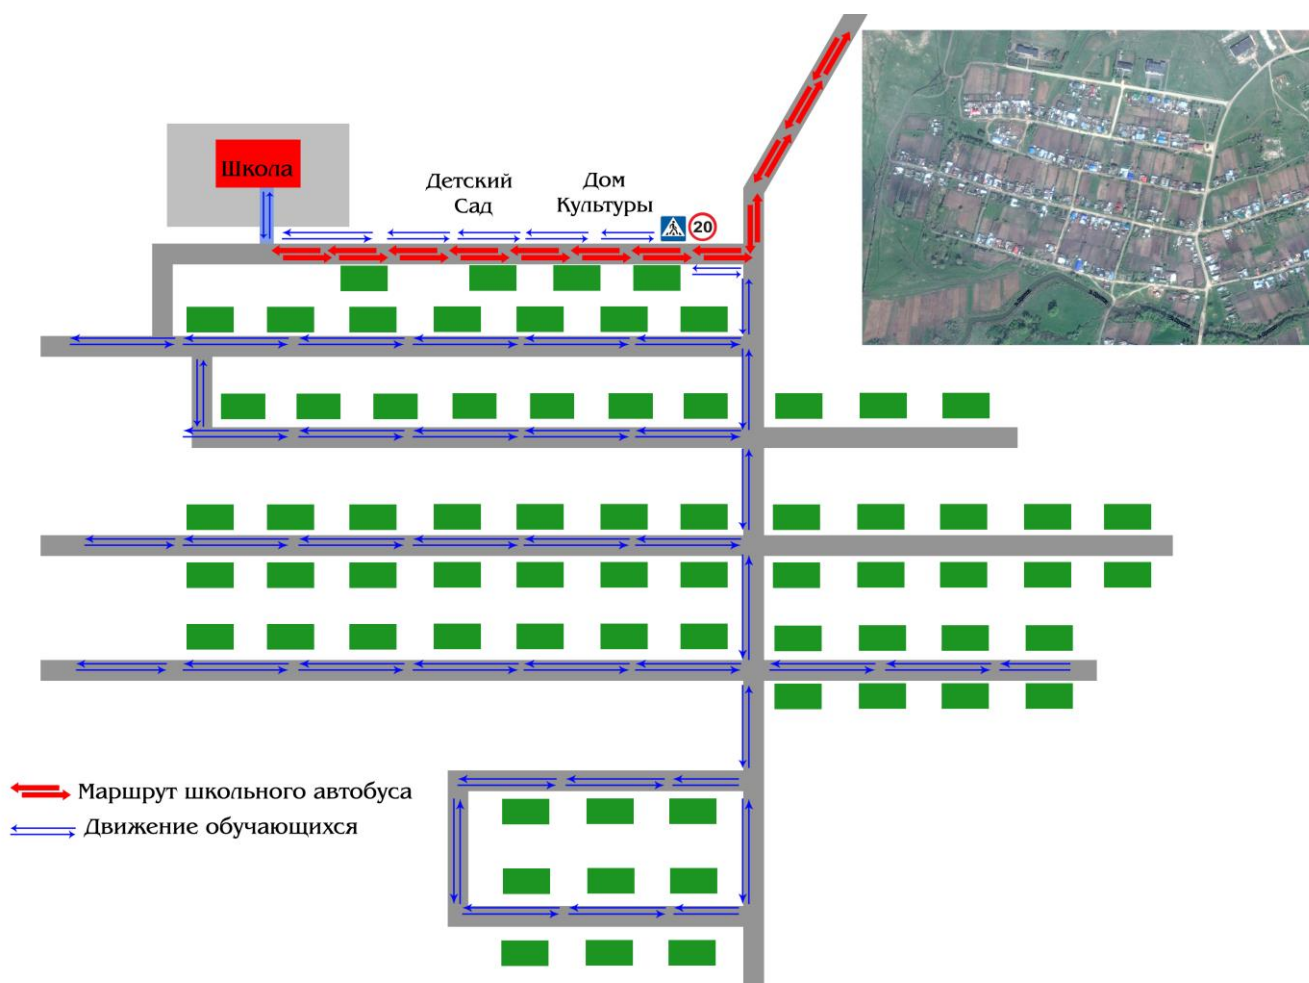 Школа
Детский
Сад
Дом
Культуры
20
Маршрут школьного автобуса
Движение обучающихся